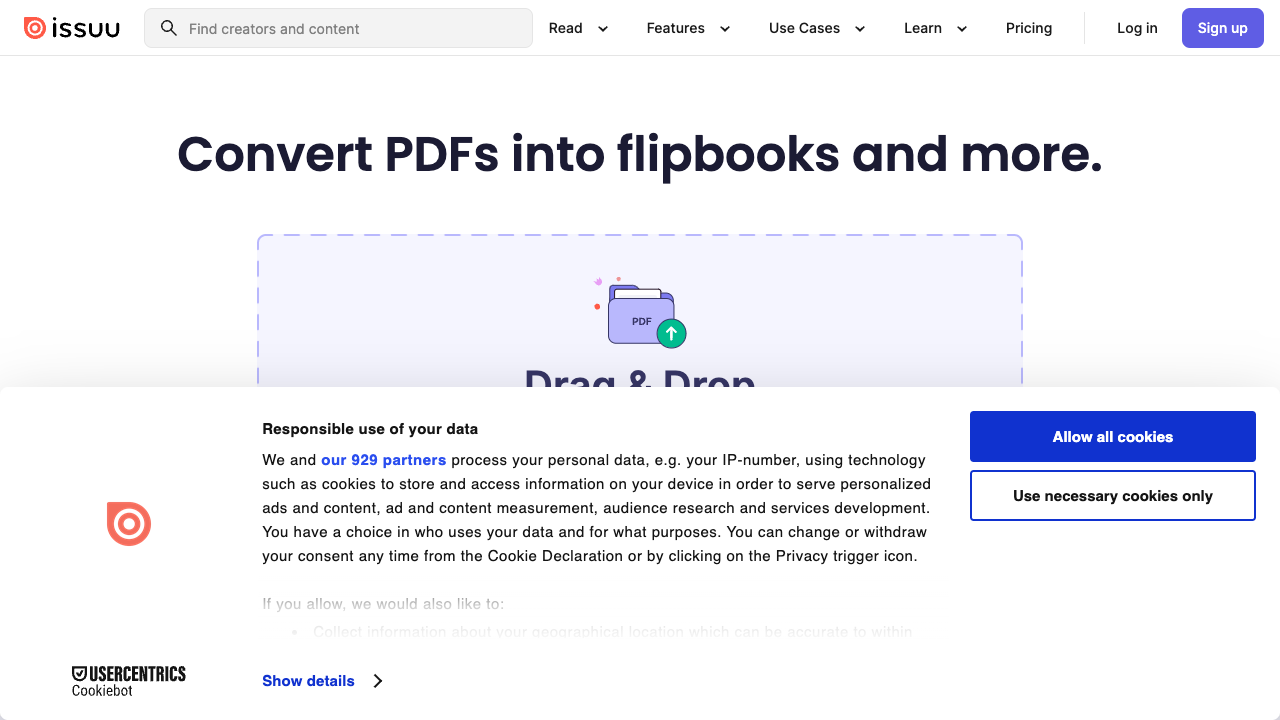 issuu
Find creators and content
Read
Features
Use Cases
Learn
Pricing
Log in
Sign up
Convert PDFs into flipbooks and more.
PDF
Drag & Drop
Responsible use of your data
We and our 929 partners process your personal data, e.g. your IP-number, using technology
such as cookies to store and access information on your device in order to serve personalized
ads and content, ad and content measurement, audience research and services development.
You have a choice in who uses your data and for what purposes. You can change or withdraw
your consent any time from the Cookie Declaration or by clicking on the Privacy trigger icon.
If you allow, we would also like to:
Collect information about your geographical location which can be accurate to within
Allow all cookies
Use necessary cookies only
USERCENTRICS
Cookiebot
Show details